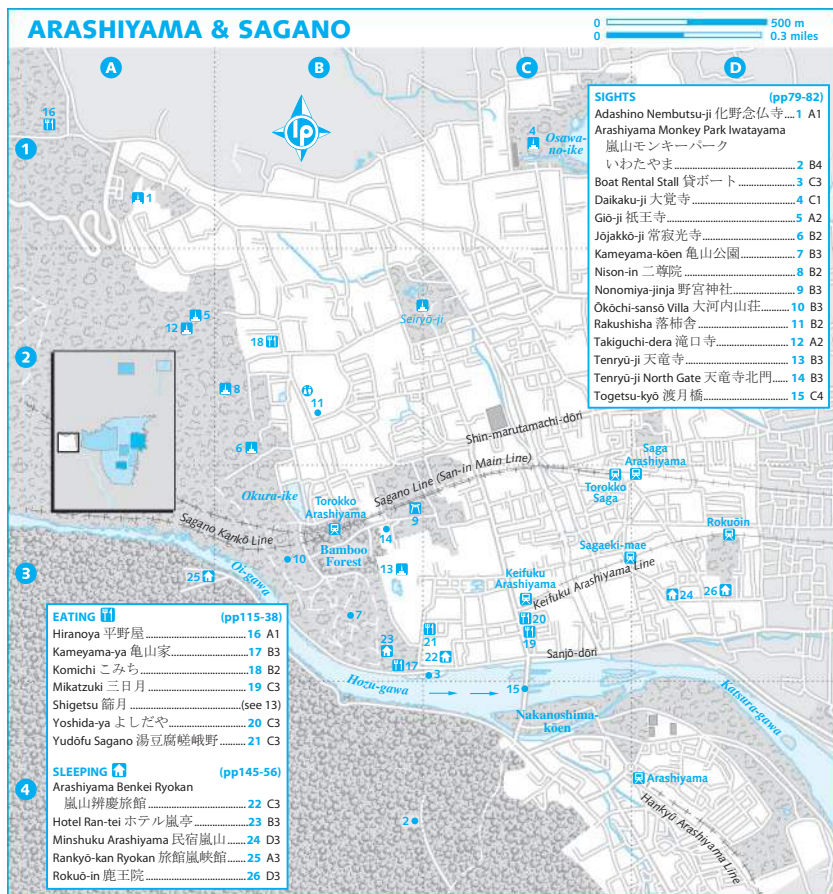 ARASHIYAMA & SAGANO
0 500 m
0 0.3 miles
A
B
C
D
1
2
3
4
lp
SIGHTS (pp79-82)
Adashino Nembutsu-ji 化野念仏寺....1 A1
Arashiyama Monkey Park Iwatayama
嵐山モンキーパーク
いわたやま 2 B4
Boat Rental Stall 貸ボート 3 C3
Daikaku-ji 大覚寺 4 C1
Giō-ji 祇王寺 5 A2
Jōjakkō-ji 常寂光寺 6 B2
Kameyama-kōen 亀山公園 7 B3
Nison-in 二尊院 8 B2
Nonomiya-jinja 野宮神社 9 B3
Ōkōchi-sansō Villa 大河内山荘 10 B3
Rakushisha 落柿舎 11 B2
Takiguchi-dera 滝口寺 12 A2
Tenryū-ji 天竜寺 13 B3
Tenryū-ji North Gate 天竜寺北門 14 B3
Togetsu-kyō 渡月橋 15 C4
EATING (pp115-38)
Hiranoya 平野屋 16 A1
Kameyama-ya 亀山家 17 B3
Komichi こみち 18 B2
Mikatzuki 三日月 19 C3
Shigetsu 篩月 (see 13)
Yoshida-ya よしだや 20 C3
Yudōfu Sagano 湯豆腐嵯峨野 21 C3
SLEEPING (pp145-56)
Arashiyama Benkei Ryokan
嵐山辨慶旅館 22 C3
Hotel Ran-tei ホテル嵐亭 23 B3
Minshuku Arashiyama 民宿嵐山 24 D3
Rankyō-kan Ryokan 旅館嵐峡館 25 A3
Rokuō-in 鹿王院 26 D3
16
4
Osawa-
no-ike
1
5
12
Seiryō-ji
18
8
11
6
Shin-marutamachi-dōri
Saga
Arashiyama
Okura-ike
Torokko
Arashiyama
Sagano Line (San-in Main Line)
Torokko
Saga
Sagano Kankō Line
9
14
Rokuōin
Bamboo
Forest
Sagaeki-mae
10
13
Oi-gawa
25
Keifuku
Arashiyama
Keifuku Arashiyama Line
24
26
7
20
21
19
23
22
17
3
Sanjō-dōri
Hozu-gawa
15
Katsura-gawa
Nakanoshima-
kōen
Arashiyama
2
Hankyū Arashiyama Line